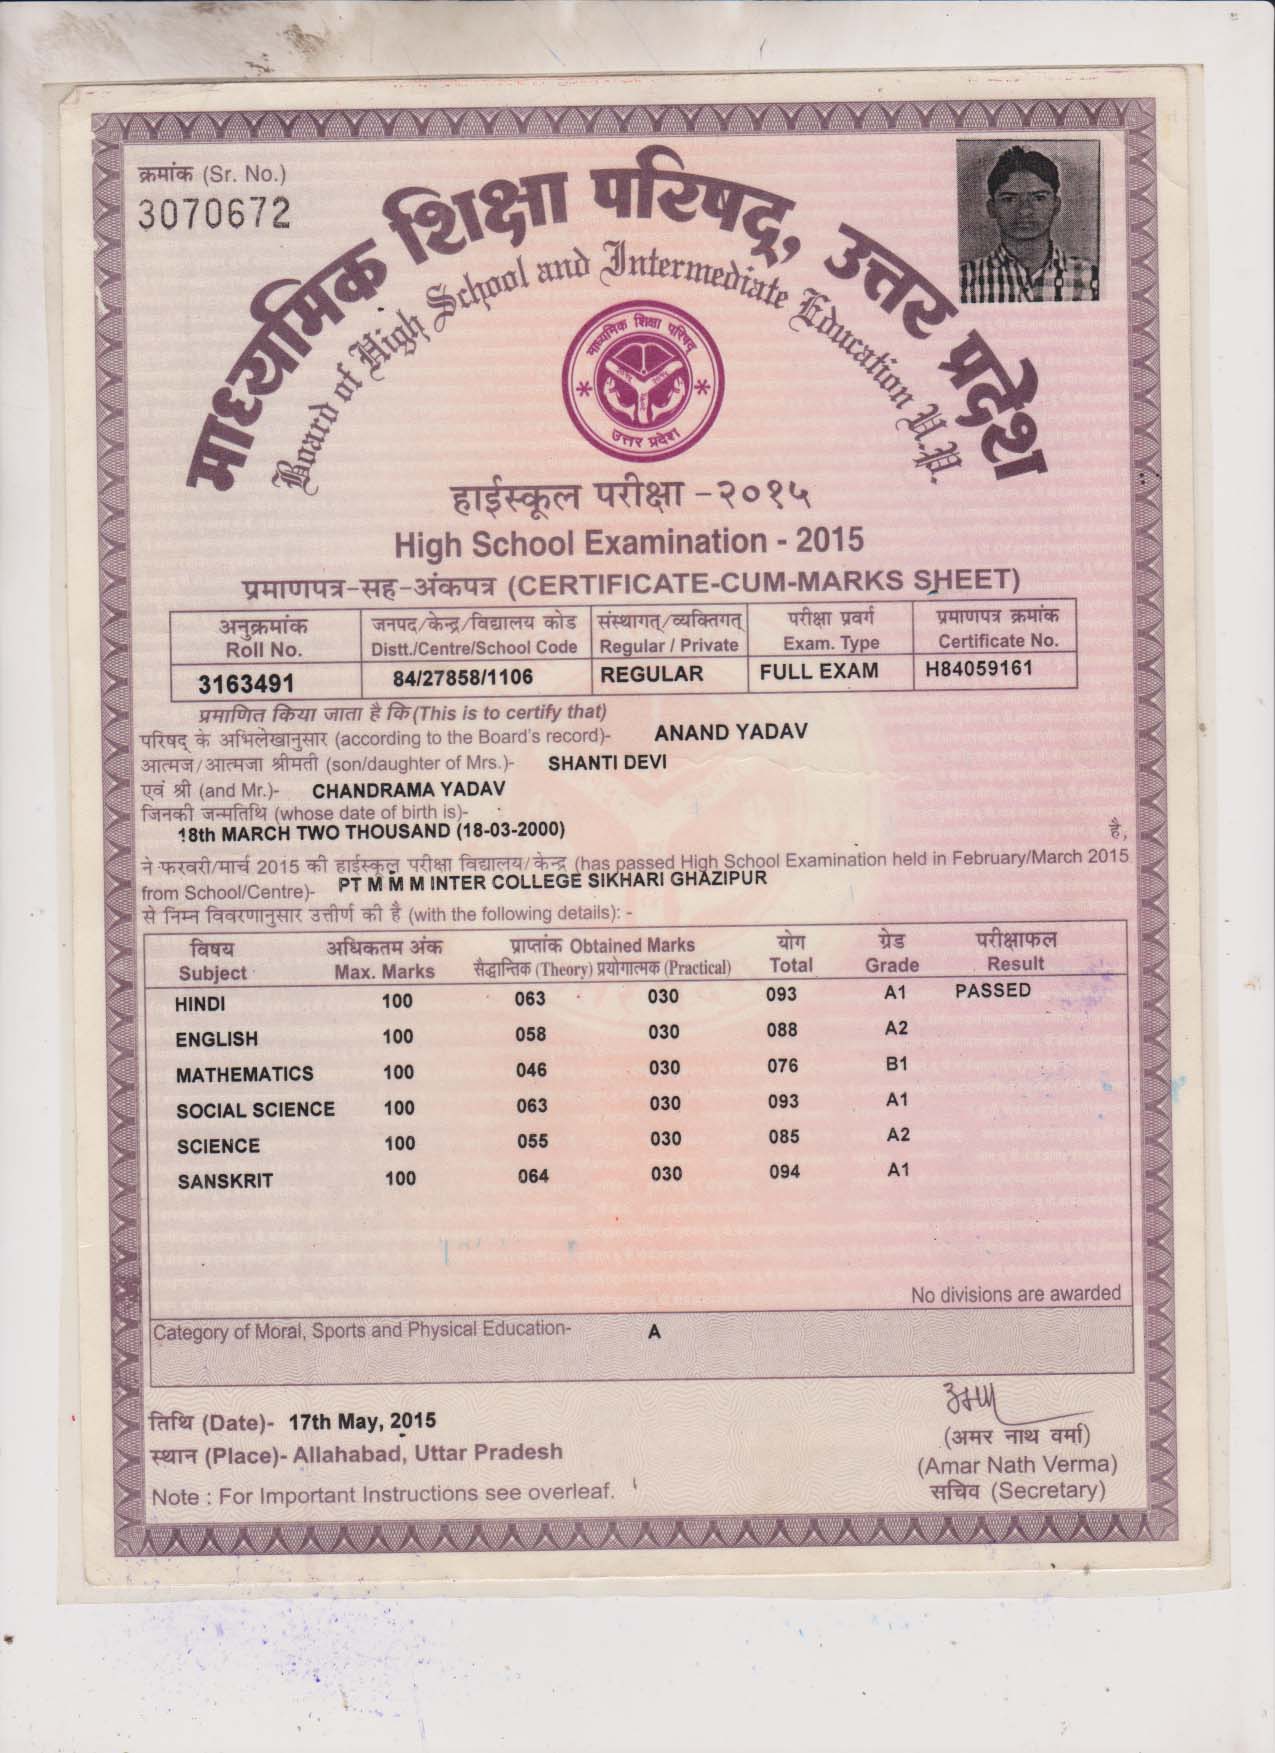 क्रमांक (Sr. No.)
3070672
माध्यमिक शिक्षा परिषद्, उत्तर प्रदेश
Board of High School and Intermediate Education U.P.
माध्यमिक शिक्षा परिषद्
उत्तर प्रदेश
हाईस्कूल परीक्षा -२०१५
High School Examination - 2015
प्रमाणपत्र-सह-अंकपत्र (CERTIFICATE-CUM-MARKS SHEET)
अनुक्रमांक जनपद/केन्द्र/विद्यालय कोड संस्थागत्/व्यक्तिगत् परीक्षा प्रवर्ग प्रमाणपत्र क्रमांक
Roll No. Distt./Centre/School Code Regular / Private Exam. Type Certificate No.
3163491 84/27858/1106 REGULAR FULL EXAM H84059161
प्रमाणित किया जाता है कि (This is to certify that)
परिषद् के अभिलेखानुसार (according to the Board's record)- ANAND YADAV
आत्मज/आत्मजा श्रीमती (son/daughter of Mrs.)- SHANTI DEVI
एवं श्री (and Mr.)- CHANDRAMA YADAV
जिनकी जन्मतिथि (whose date of birth is)-
18th MARCH TWO THOUSAND (18-03-2000) है,
ने फरवरी/मार्च 2015 की हाईस्कूल परीक्षा विद्यालय/केन्द्र (has passed High School Examination held in February/March 2015
from School/Centre)- PT M M M INTER COLLEGE SIKHARI GHAZIPUR
से निम्न विवरणानुसार उत्तीर्ण की है (with the following details): -
विषय अधिकतम अंक प्राप्तांक Obtained Marks योग ग्रेड परीक्षाफल
Subject Max. Marks सैद्धान्तिक (Theory) प्रयोगात्मक (Practical) Total Grade Result
HINDI 100 063 030 093 A1 PASSED
ENGLISH 100 058 030 088 A2
MATHEMATICS 100 046 030 076 B1
SOCIAL SCIENCE 100 063 030 093 A1
SCIENCE 100 055 030 085 A2
SANSKRIT 100 064 030 094 A1
No divisions are awarded
Category of Moral, Sports and Physical Education- A
तिथि (Date)- 17th May, 2015
स्थान (Place)- Allahabad, Uttar Pradesh
(अमर नाथ वर्मा)
(Amar Nath Verma)
सचिव (Secretary)
Note : For Important Instructions see overleaf.